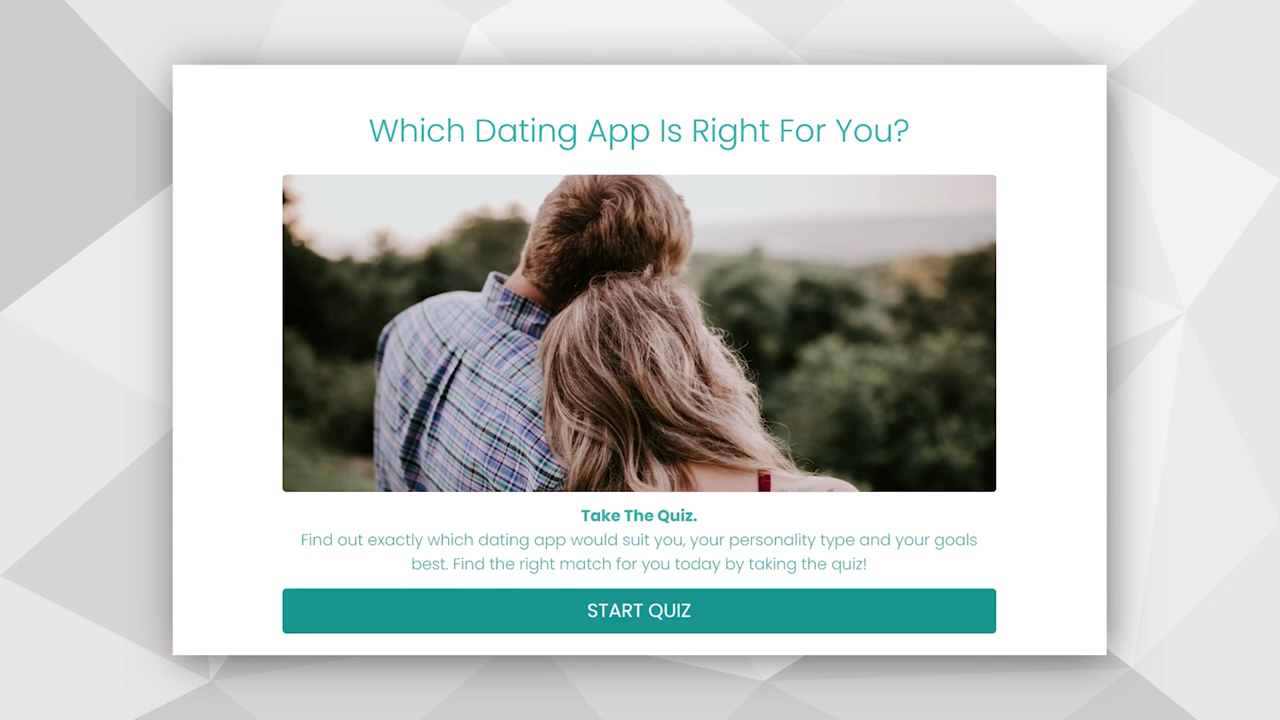 Which Dating App Is Right For You?
Take The Quiz.
Find out exactly which dating app would suit you, your personality type and your goals
best. Find the right match for you today by taking the quiz!
START QUIZ